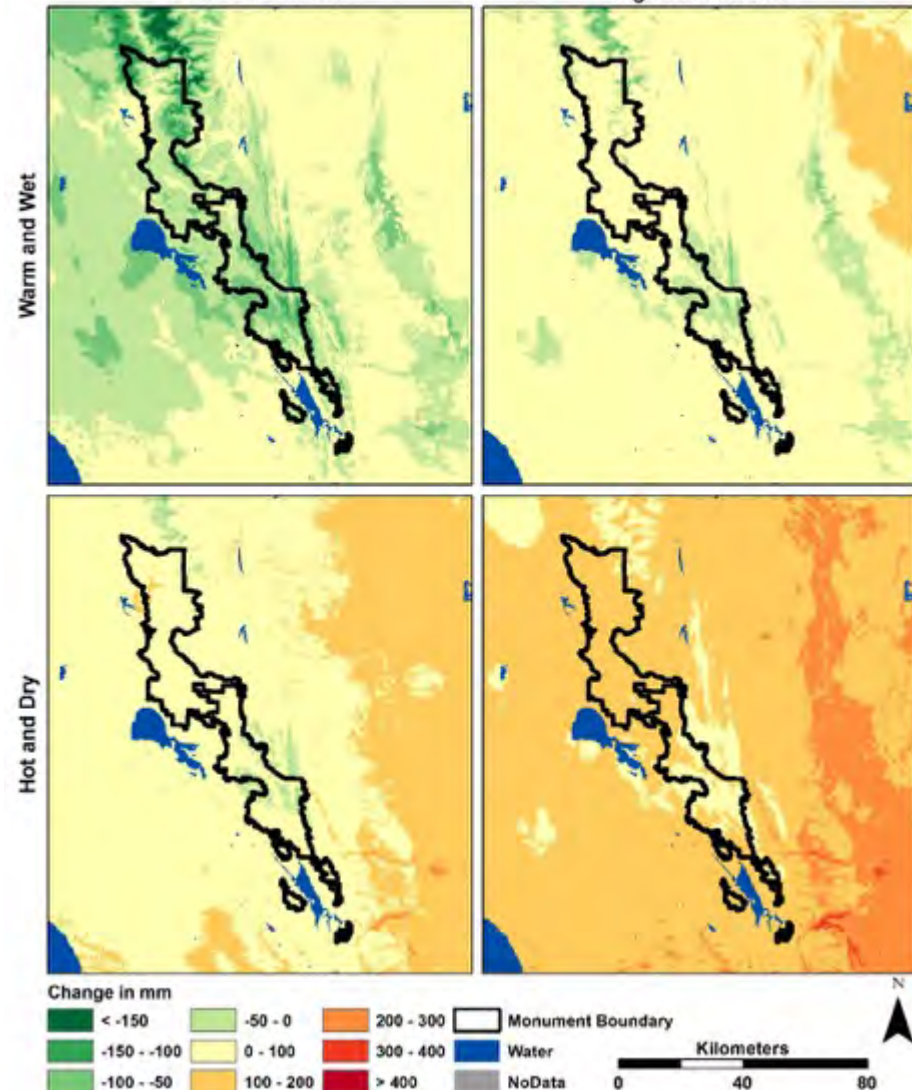 Warm and Wet
Hot and Dry
Change in mm
< -150
-50 - 0
200 - 300
Monument Boundary
-150 - -100
0 - 100
300 - 400
Water
-100 - -50
100 - 200
> 400
NoData
N
Kilometers
0
40
80